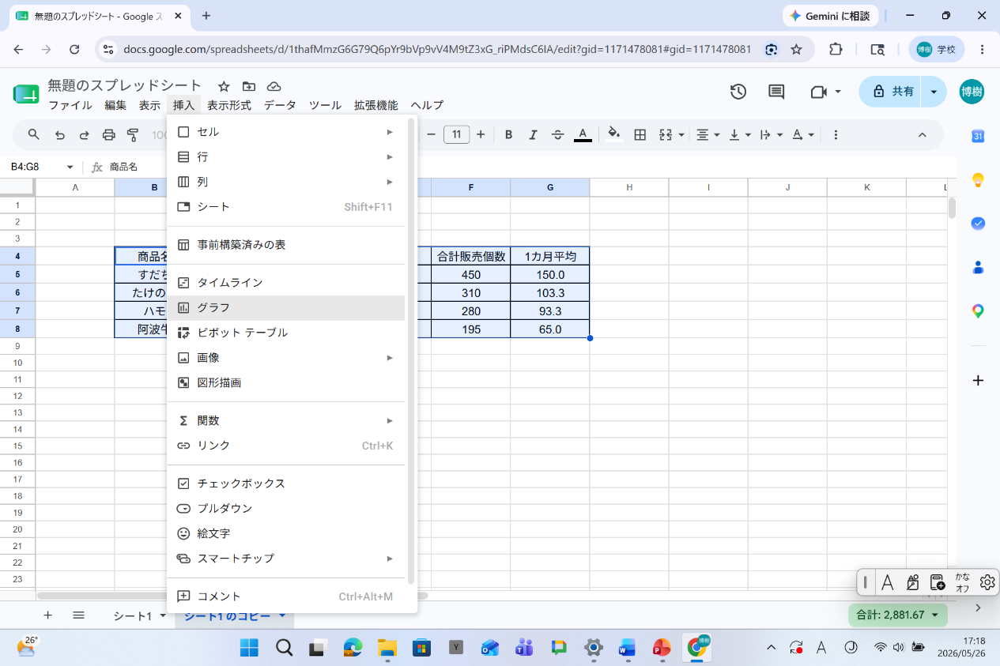 無題のスプレッドシート - Google ス
Gemini に相談
docs.google.com/spreadsheets/d/1thafMmzG6G79Q6pYr9bVp9vV4M9tZ3xG_riPMdsC6IA/edit?gid=1171478081#gid=1171478081
博樹 学校
無題のスプレッドシート
ファイル 編集 表示 挿入 表示形式 データ ツール 拡張機能 ヘルプ
共有
博樹
100
11
B I A
31
B4:G8 fx 商品名
A B F G H I J K L
セル
行
列
シート Shift+F11
事前構築済みの表
タイムライン
グラフ
ピボット テーブル
画像
図形描画
関数
リンク Ctrl+K
チェックボックス
プルダウン
絵文字
スマートチップ
コメント Ctrl+Alt+M
1
2
3
4 商品名 合計販売個数 1カ月平均
5 すだち 450 150.0
6 たけの 310 103.3
7 ハモ 280 93.3
8 阿波牛 195 65.0
9
10
11
12
13
14
15
16
17
18
19
20
21
22
23
A かな オフ
シート1 シート1 のコピー 合計: 2,881.67
26°
A
17:18
2026/05/26